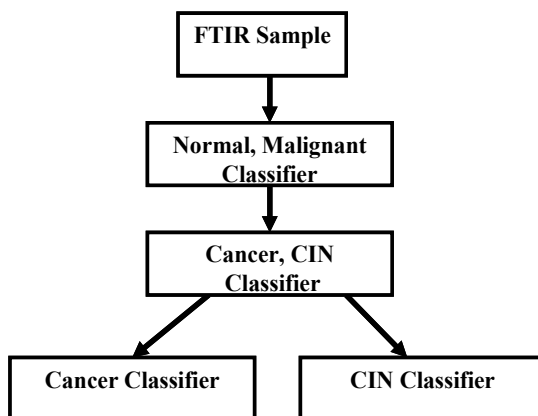 FTIR Sample
Normal, Malignant
Classifier
Cancer, CIN
Classifier
Cancer Classifier
CIN Classifier